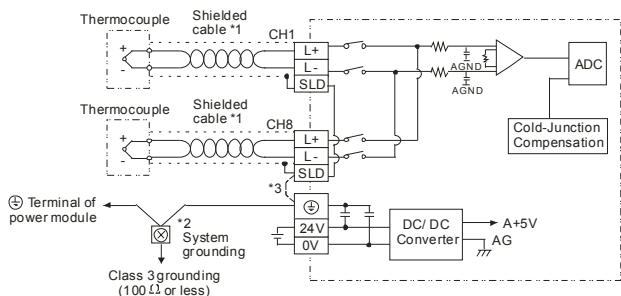 Thermocouple
Shielded
cable *1
CH1
+
-
L+
L-
SLD
AGND
AGND
ADC
Thermocouple
Shielded
cable *1
CH8
+
-
L+
L-
SLD
Cold-Junction
Compensation
*3
Terminal of
power module
*2
System
grounding
Class 3 grounding
(100 Ω or less)
24V
0V
DC/ DC
Converter
A+5V
AG